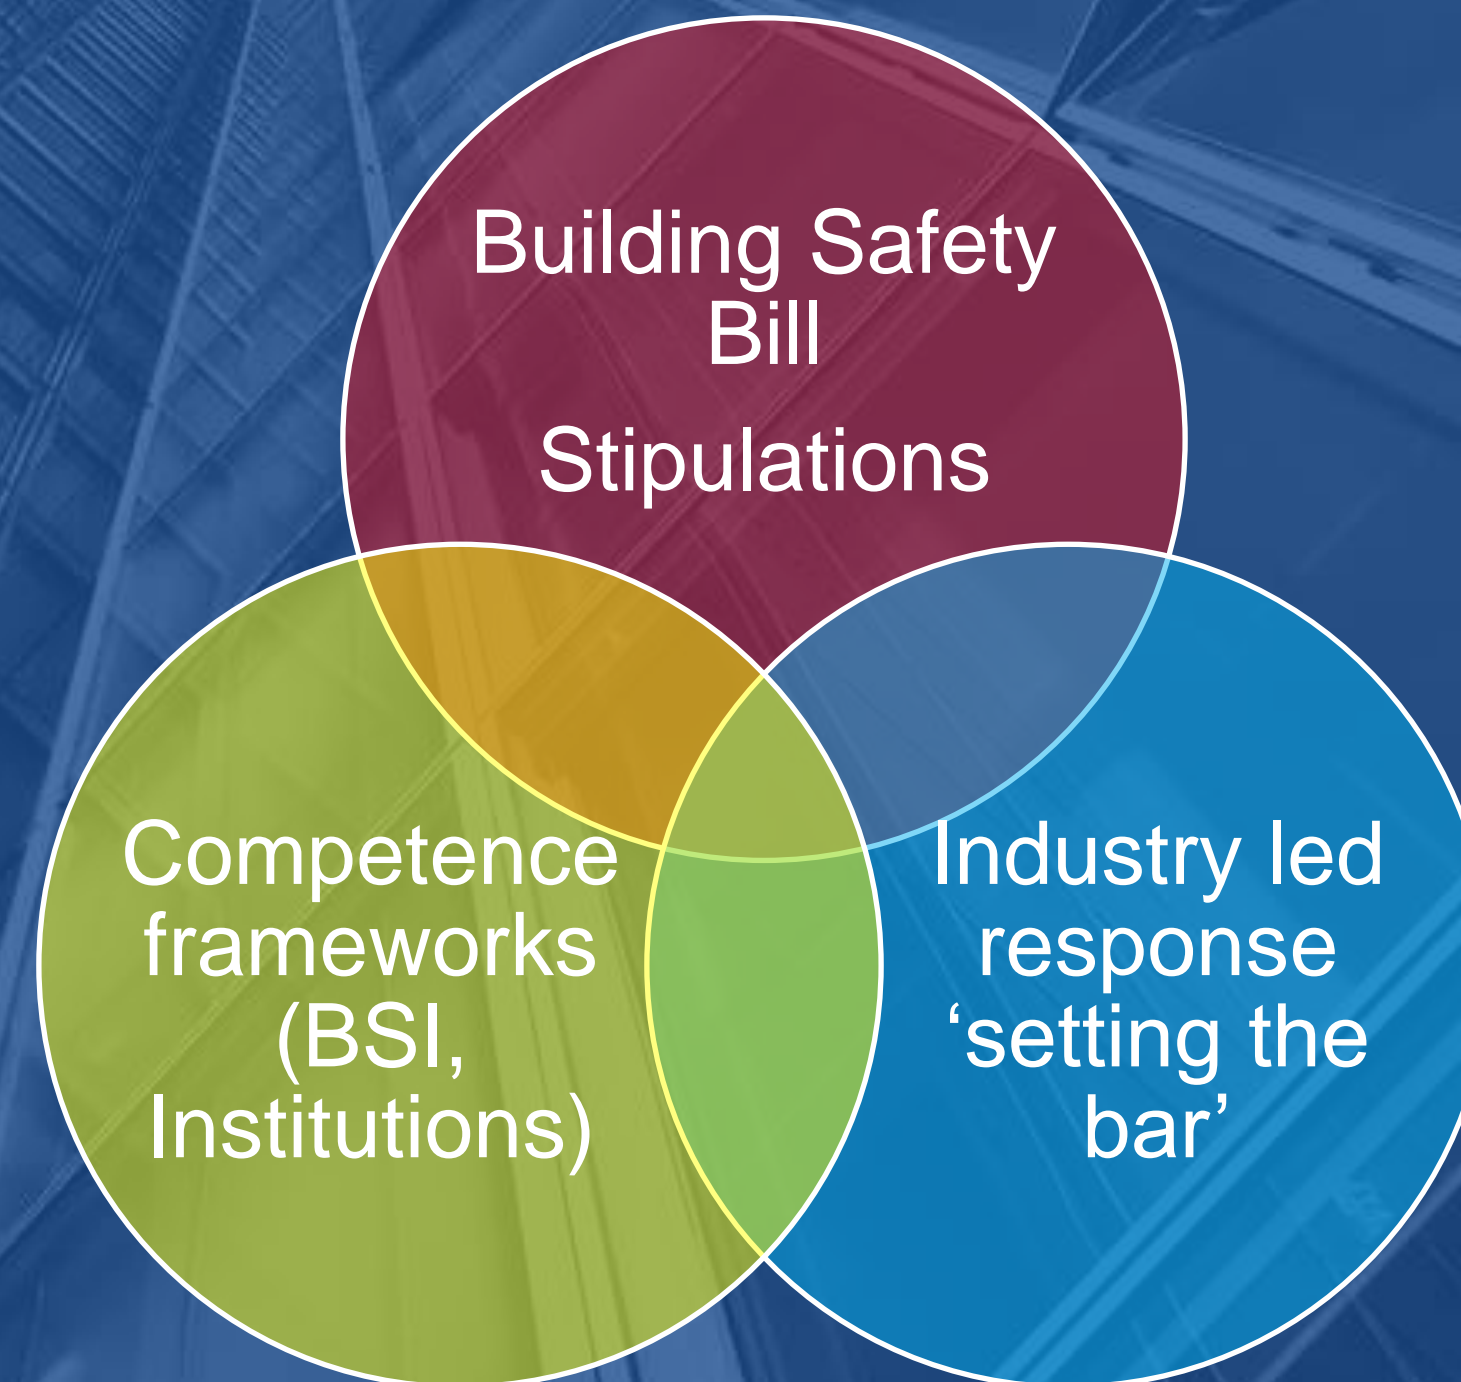 Building Safety
Bill
Stipulations
Competence
frameworks
(BSI,
Institutions)
Industry led
response
‘setting the
bar’